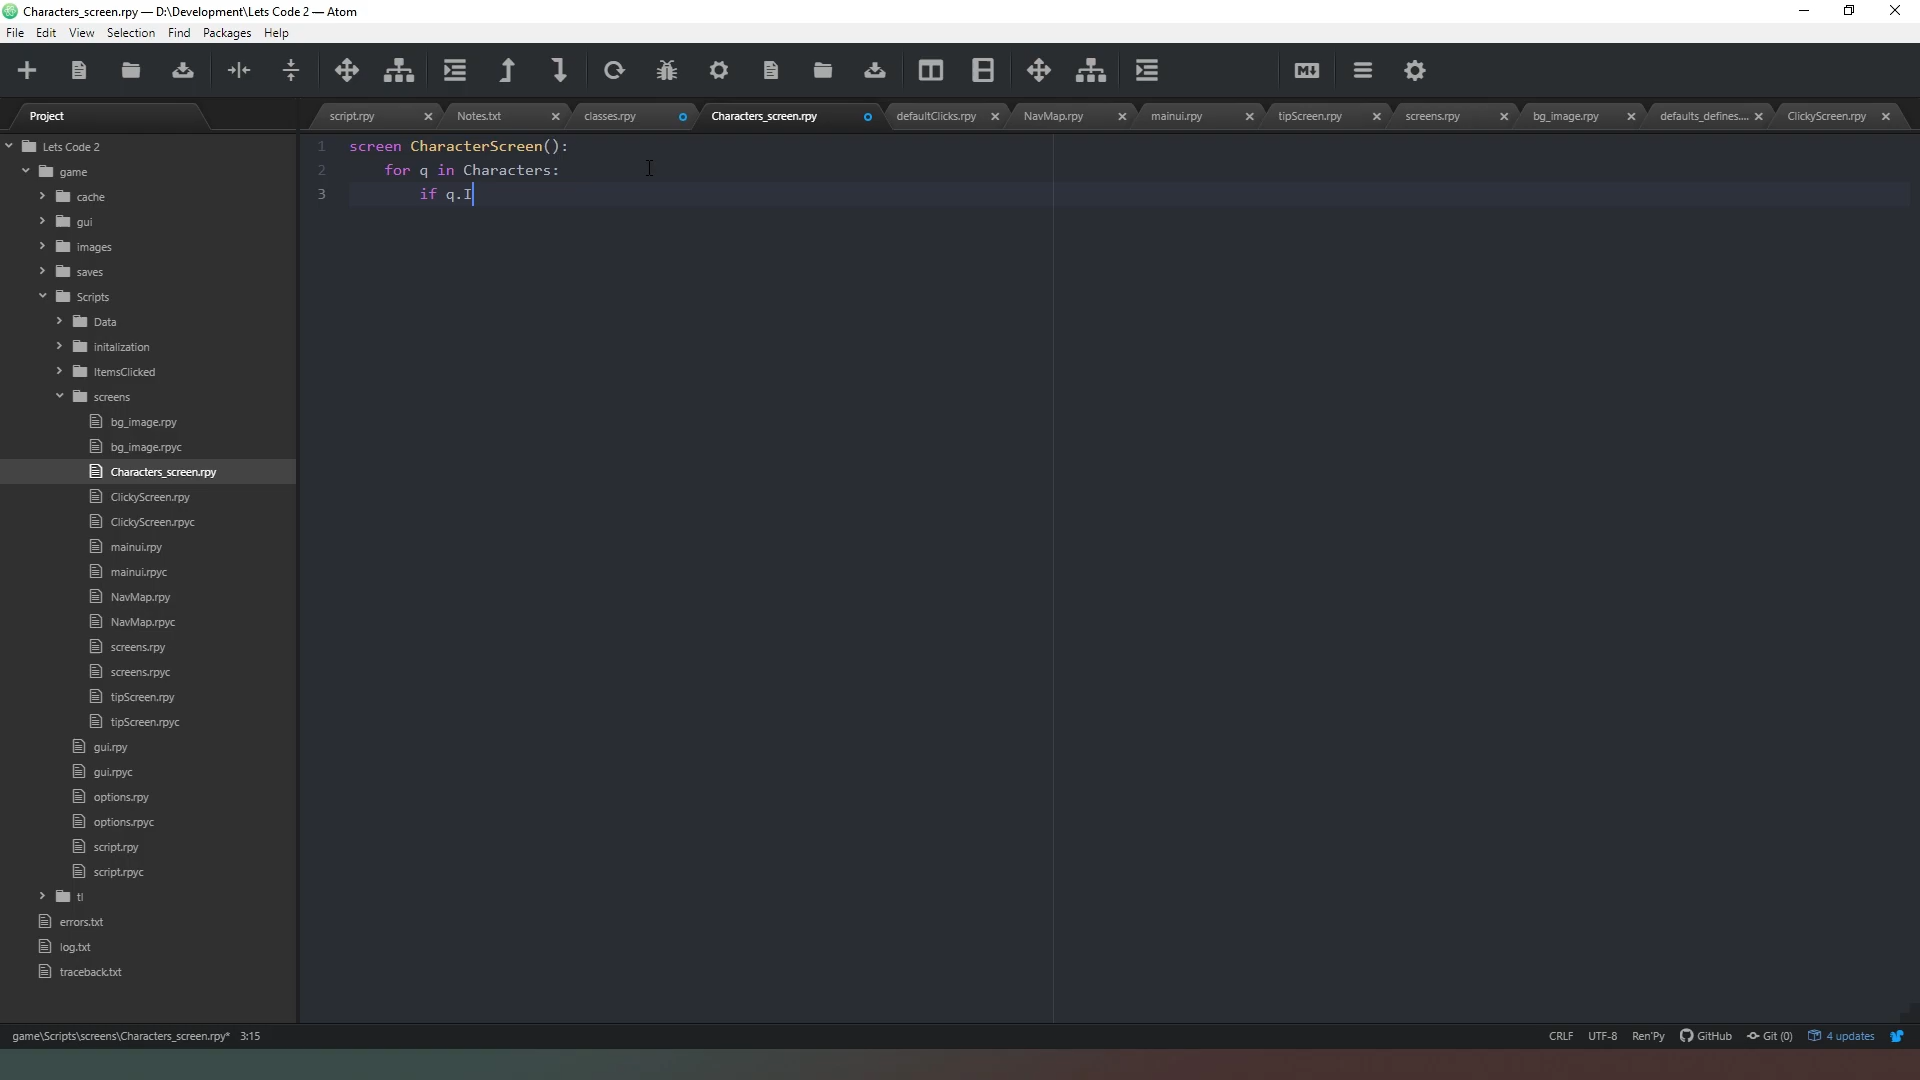 Characters_screen.rpy — D:\Development\Lets Code 2 — Atom
File Edit View Selection Find Packages Help
Project
script.rpy Notes.txt classes.rpy Characters_screen.rpy defaultClicks.rpy NavMap.rpy mainui.rpy tipScreen.rpy screens.rpy bg_image.rpy defaults_defines.... ClickyScreen.rpy
Lets Code 2
game
cache
gui
images
saves
Scripts
Data
initalization
ItemsClicked
screens
bg_image.rpy
bg_image.rpyc
Characters_screen.rpy
ClickyScreen.rpy
ClickyScreen.rpyc
mainui.rpy
mainui.rpyc
NavMap.rpy
NavMap.rpyc
screens.rpy
screens.rpyc
tipScreen.rpy
tipScreen.rpyc
gui.rpy
gui.rpyc
options.rpy
options.rpyc
script.rpy
script.rpyc
tl
errors.txt
log.txt
traceback.txt
1 screen CharacterScreen():
2 for q in Characters:
3 if q.I
game\Scripts\screens\Characters_screen.rpy* 3:15
CRLF UTF-8 Ren'Py GitHub Git (0) 4 updates